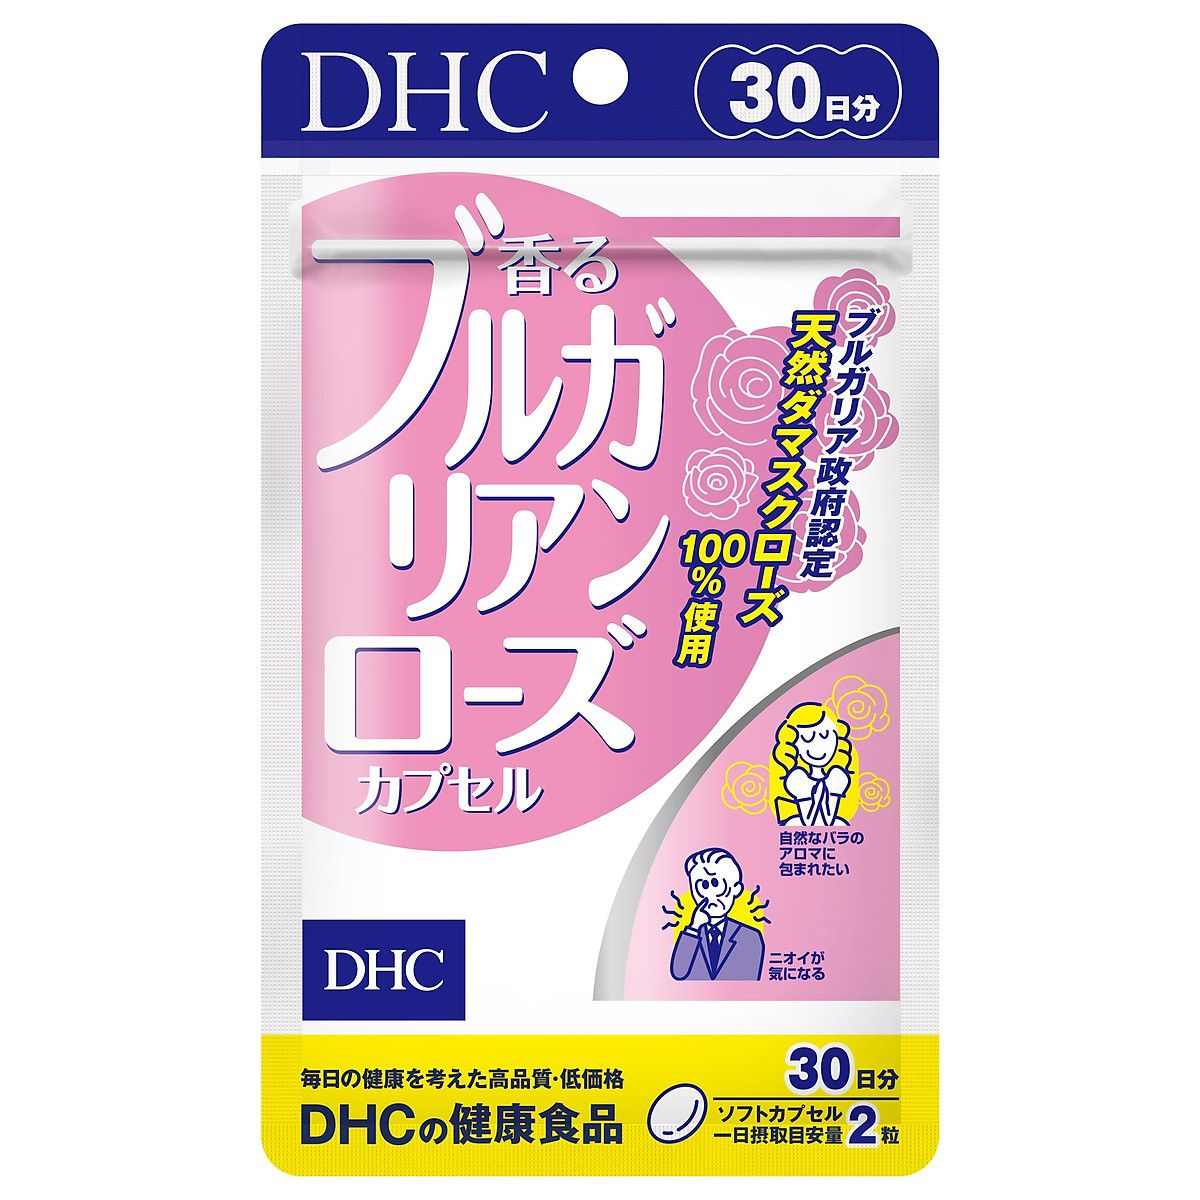 DHC
30日分
香る
ブルガ
リアン
ローズ
カプセル
ブルガリア政府認定
天然ダマスクローズ
100%使用
自然なバラの
アロマに
包まれたい
ニオイが
気になる
DHC
毎日の健康を考えた高品質・低価格
DHCの健康食品
30日分
ソフトカプセル
一日摂取目安量 2粒